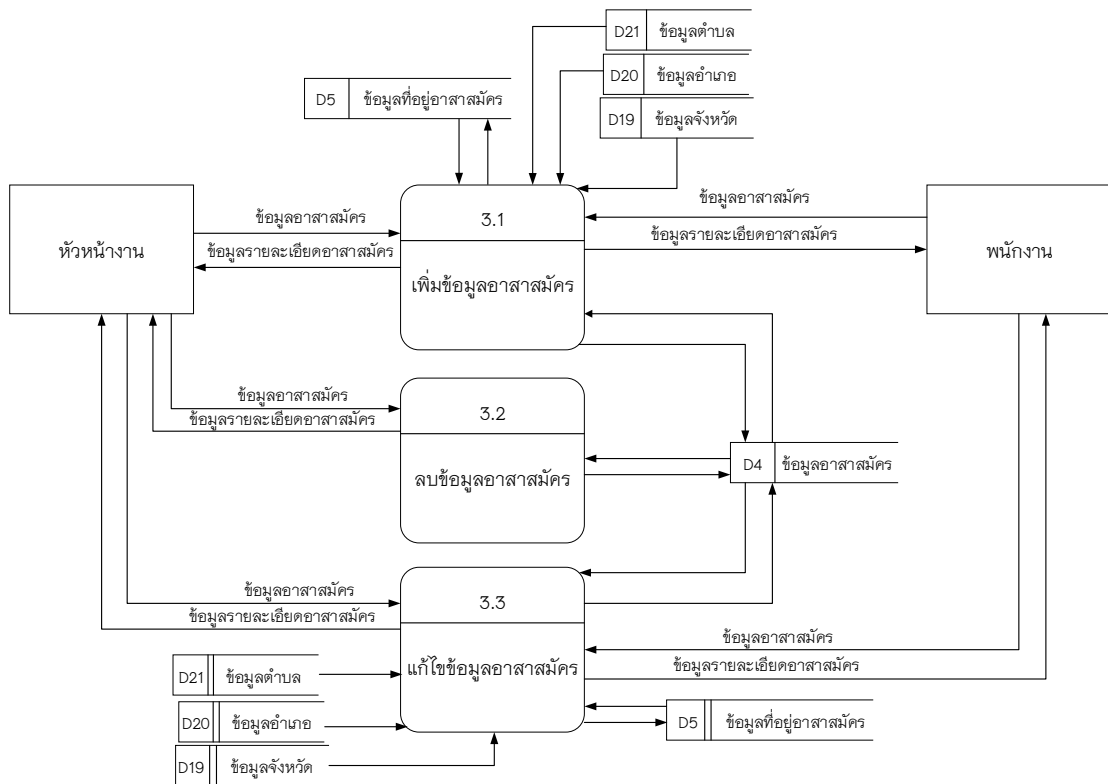 D21 ข้อมูลตำบล
D20 ข้อมูลอำเภอ
D5 ข้อมูลที่อยู่อาสาสมัคร
D19 ข้อมูลจังหวัด
หัวหน้างาน
ข้อมูลอาสาสมัคร
ข้อมูลรายละเอียดอาสาสมัคร
3.1
เพิ่มข้อมูลอาสาสมัคร
ข้อมูลอาสาสมัคร
ข้อมูลรายละเอียดอาสาสมัคร
พนักงาน
ข้อมูลอาสาสมัคร
ข้อมูลรายละเอียดอาสาสมัคร
3.2
ลบข้อมูลอาสาสมัคร
D4 ข้อมูลอาสาสมัคร
ข้อมูลอาสาสมัคร
ข้อมูลรายละเอียดอาสาสมัคร
3.3
แก้ไขข้อมูลอาสาสมัคร
ข้อมูลอาสาสมัคร
ข้อมูลรายละเอียดอาสาสมัคร
D21 ข้อมูลตำบล
D20 ข้อมูลอำเภอ
D5 ข้อมูลที่อยู่อาสาสมัคร
D19 ข้อมูลจังหวัด